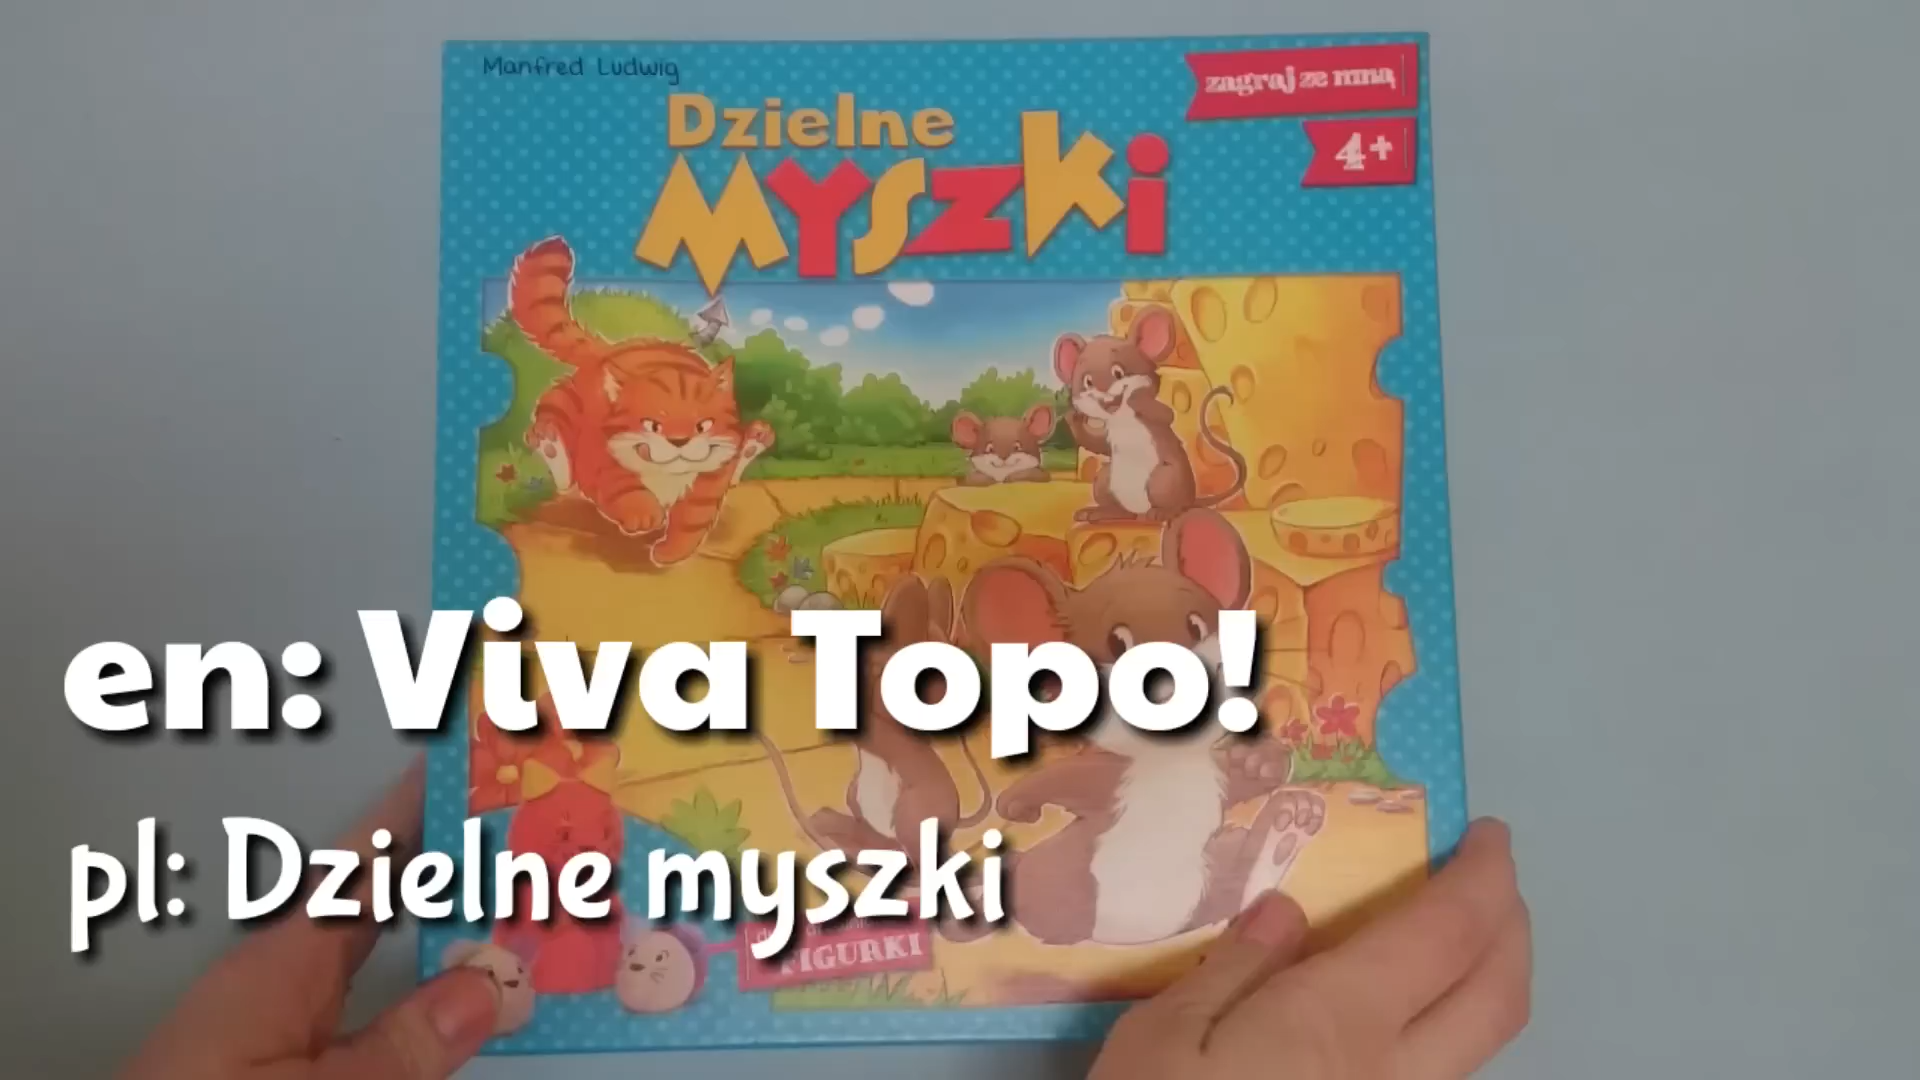 Manfred Ludwig
zagraj ze mną
4+
Dzielne
MYSZKi
en: Viva Topo!
pl: Dzielne myszki
FIGURKI